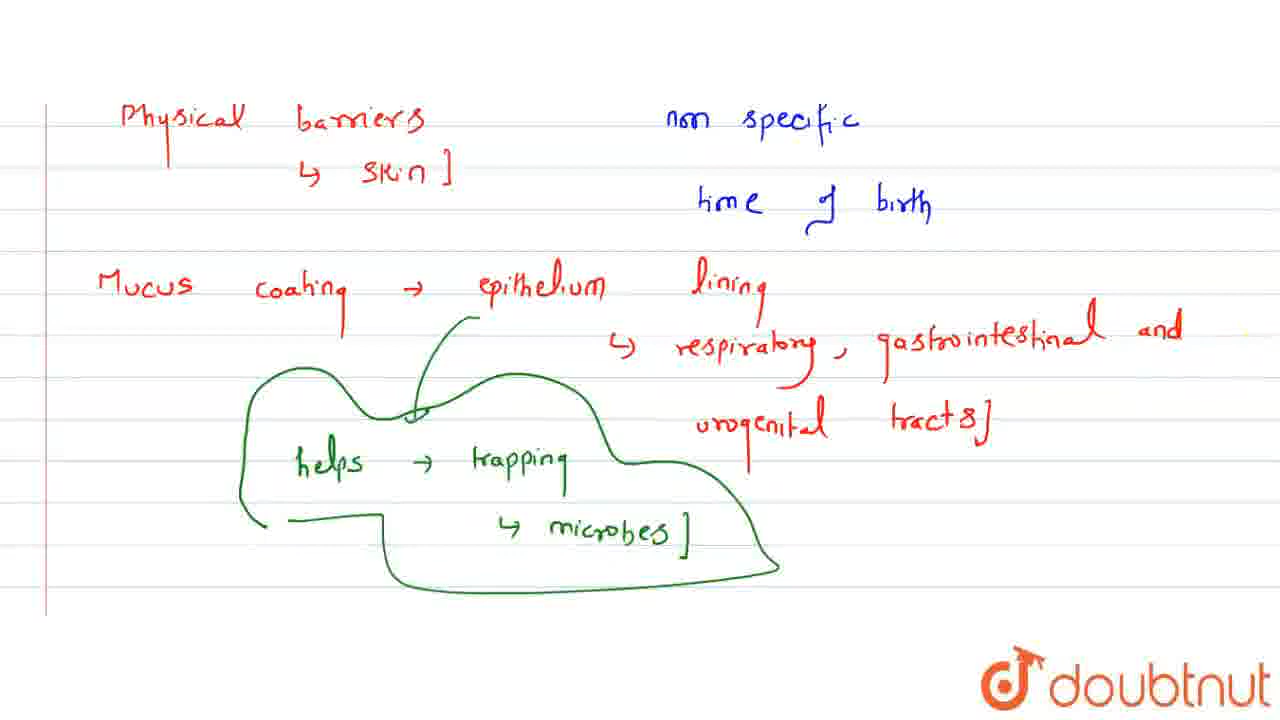 Physical barriers
↳ skin]
non specific
time of birth
Mucus coating → epithelium lining
↳ respiratory, gastrointestinal and
urogenital tracts]
helps → trapping
↳ microbes]
doubtnut